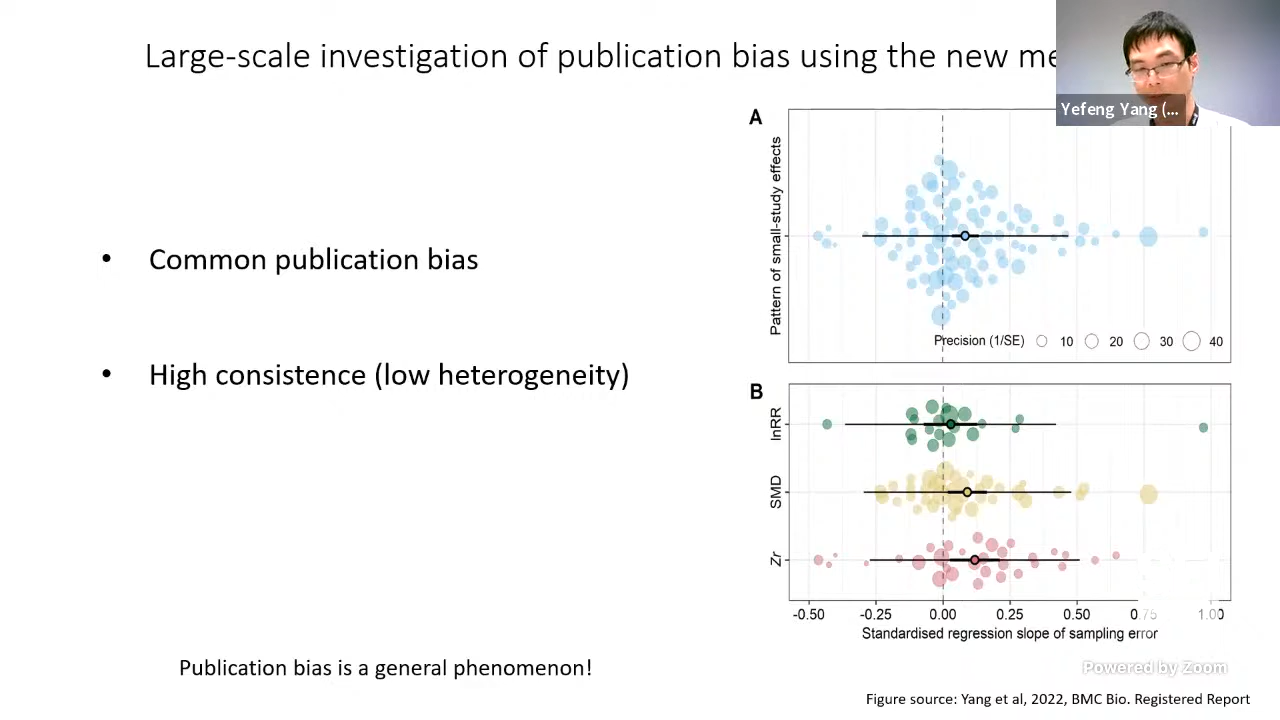 Large-scale investigation of publication bias using the new
Yefeng Yang (...
Common publication bias
High consistence (low heterogeneity)
Publication bias is a general phenomenon!
A
Pattern of small-study effects
Precision (1/SE) 10 20 30 40
B
lnRR
SMD
Zr
-0.50 -0.25 0.00 0.25 0.50 0.75 1.00
Standardised regression slope of sampling error
Powered by Zoom
Figure source: Yang et al, 2022, BMC Bio. Registered Report